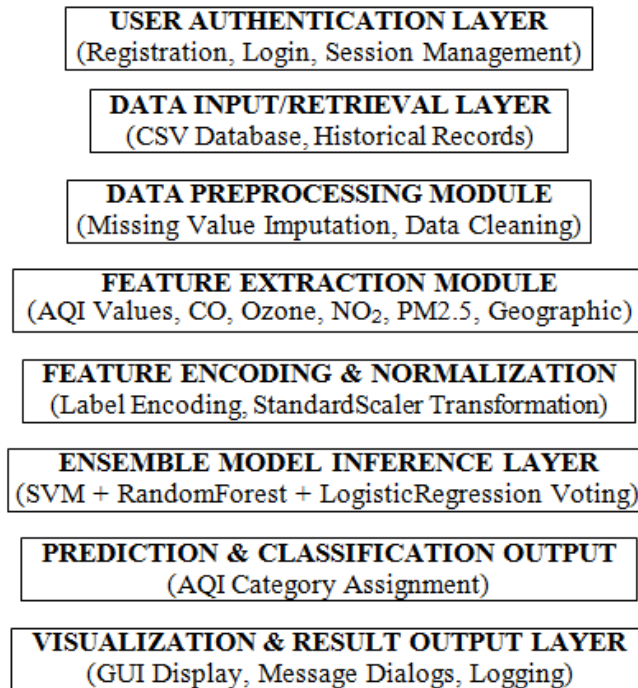 USER AUTHENTICATION LAYER
(Registration, Login, Session Management)
DATA INPUT/RETRIEVAL LAYER
(CSV Database, Historical Records)
DATA PREPROCESSING MODULE
(Missing Value Imputation, Data Cleaning)
FEATURE EXTRACTION MODULE
(AQI Values, CO, Ozone, NO₂, PM2.5, Geographic)
FEATURE ENCODING & NORMALIZATION
(Label Encoding, StandardScaler Transformation)
ENSEMBLE MODEL INFERENCE LAYER
(SVM + RandomForest + LogisticRegression Voting)
PREDICTION & CLASSIFICATION OUTPUT
(AQI Category Assignment)
VISUALIZATION & RESULT OUTPUT LAYER
(GUI Display, Message Dialogs, Logging)